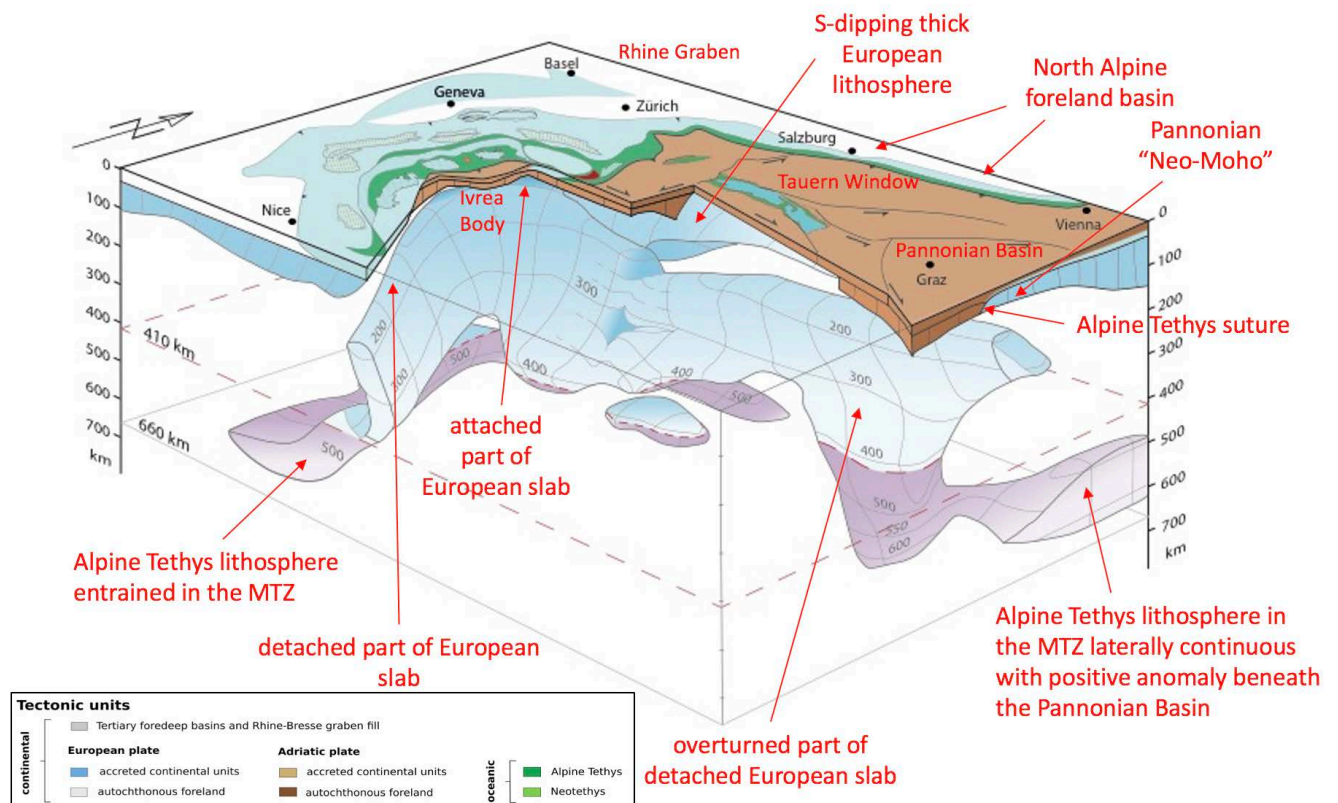 S-dipping thick
European
lithosphere
Rhine Graben
Basel
North Alpine
foreland basin
Geneva
Zürich
Pannonian
"Neo-Moho"
Salzburg
Tauern Window
Nice
Ivrea
Body
Vienna
Pannonian Basin
Graz
Alpine Tethys suture
0
100
200
300
400
500
600
700
km
0
100
200
300
400
500
600
700
km
410 km
660 km
200
300
500
500
300
400
400
500
200
300
400
500
550
600
attached
part of
European slab
Alpine Tethys lithosphere
entrained in the MTZ
detached part of European
slab
Alpine Tethys lithosphere in
the MTZ laterally continuous
with positive anomaly beneath
the Pannonian Basin
overturned part of
detached European slab
Tectonic units
continental
Tertiary foredeep basins and Rhine-Bresse graben fill
European plate
accreted continental units
autochthonous foreland
Adriatic plate
accreted continental units
autochthonous foreland
oceanic
Alpine Tethys
Neotethys